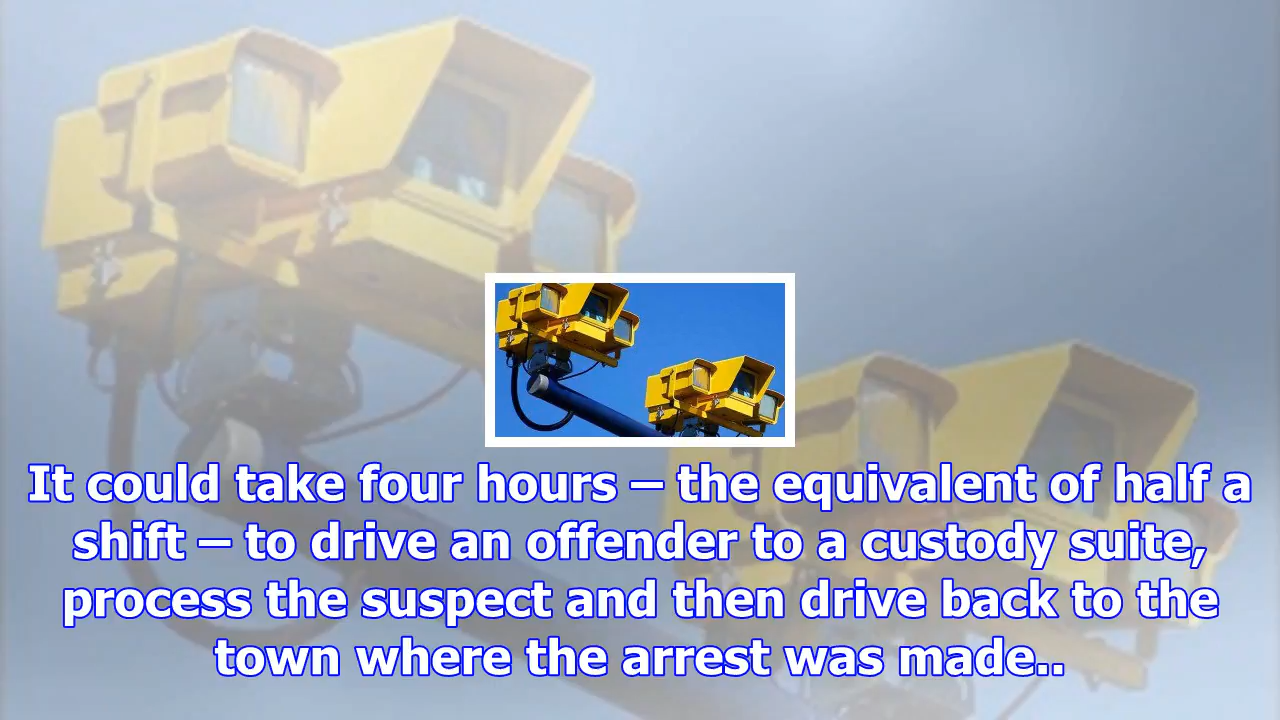 It could take four hours – the equivalent of half a
shift – to drive an offender to a custody suite,
process the suspect and then drive back to the
town where the arrest was made..